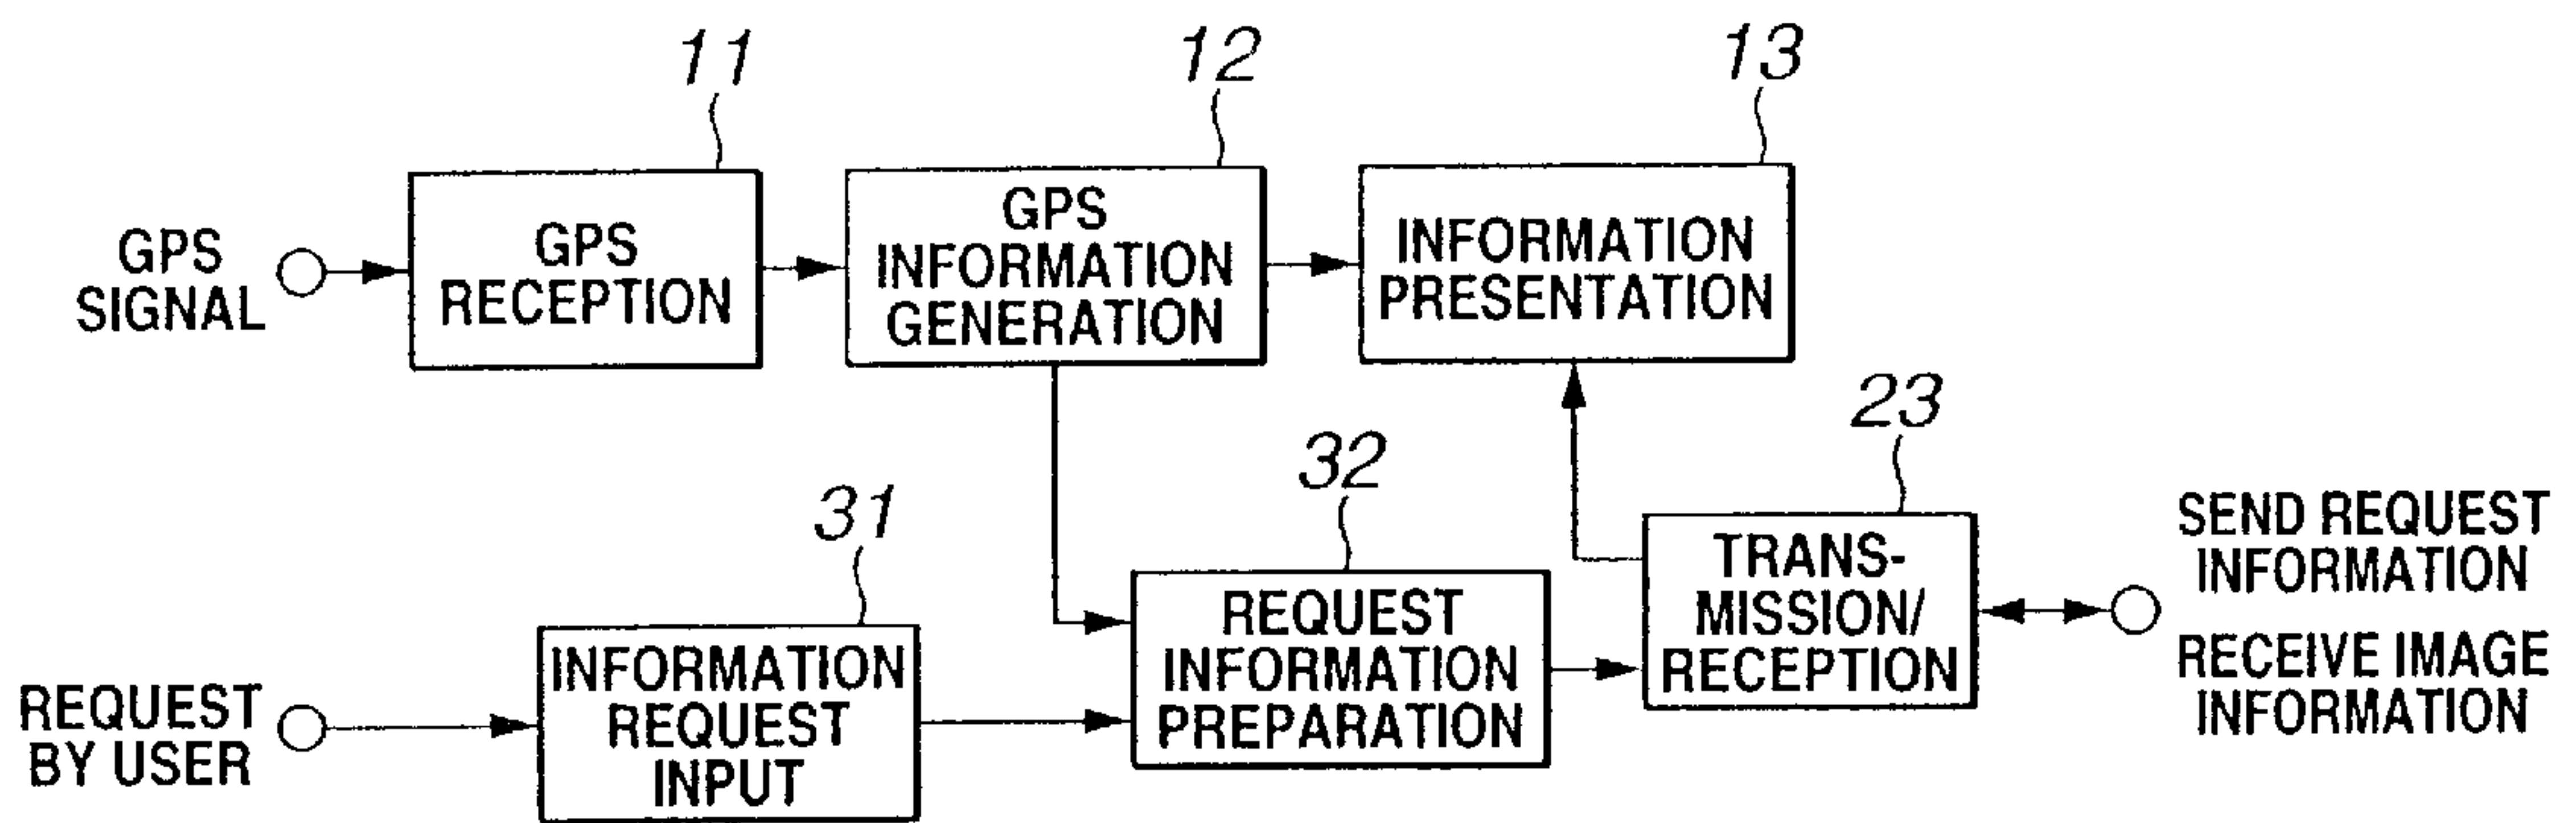 11
12
13
GPS
SIGNAL
GPS
RECEPTION
GPS
INFORMATION
GENERATION
INFORMATION
PRESENTATION
31
32
23
REQUEST
BY USER
INFORMATION
REQUEST
INPUT
REQUEST
INFORMATION
PREPARATION
TRANS-
MISSION/
RECEPTION
SEND REQUEST
INFORMATION
RECEIVE IMAGE
INFORMATION